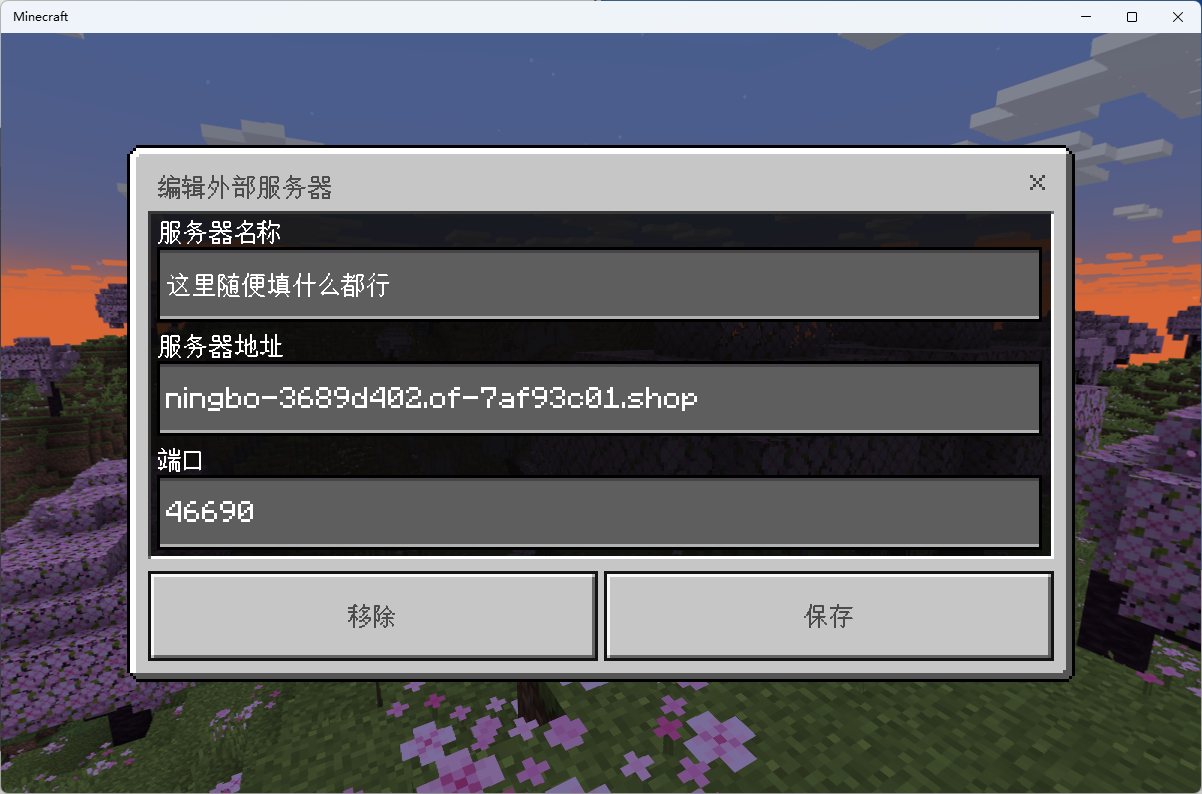 Minecraft
编辑外部服务器
服务器名称
这里随便填什么都行
服务器地址
ningbo-3689d402.of-7af93c01.shop
端口
46690
移除
保存